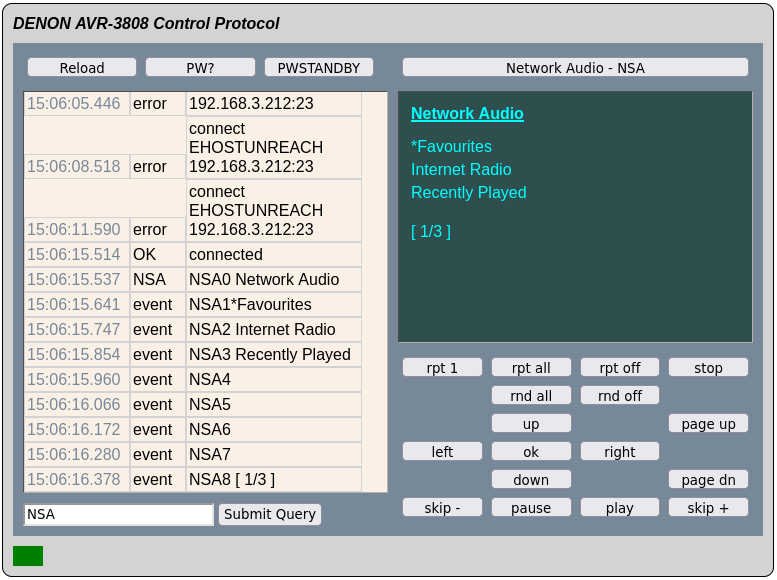 DENON AVR-3808 Control Protocol
Reload PW? PWSTANDBY
15:06:05.446 error 192.168.3.212:23
connect
EHOSTUNREACH
15:06:08.518 error 192.168.3.212:23
connect
EHOSTUNREACH
15:06:11.590 error 192.168.3.212:23
15:06:15.514 OK connected
15:06:15.537 NSA NSA0 Network Audio
15:06:15.641 event NSA1*Favourites
15:06:15.747 event NSA2 Internet Radio
15:06:15.854 event NSA3 Recently Played
15:06:15.960 event NSA4
15:06:16.066 event NSA5
15:06:16.172 event NSA6
15:06:16.280 event NSA7
15:06:16.378 event NSA8 [ 1/3 ]
NSA Submit Query
Network Audio - NSA
Network Audio
*Favourites
Internet Radio
Recently Played
[ 1/3 ]
rpt 1 rpt all rpt off stop
rnd all rnd off
up page up
left ok right
down page dn
skip - pause play skip +